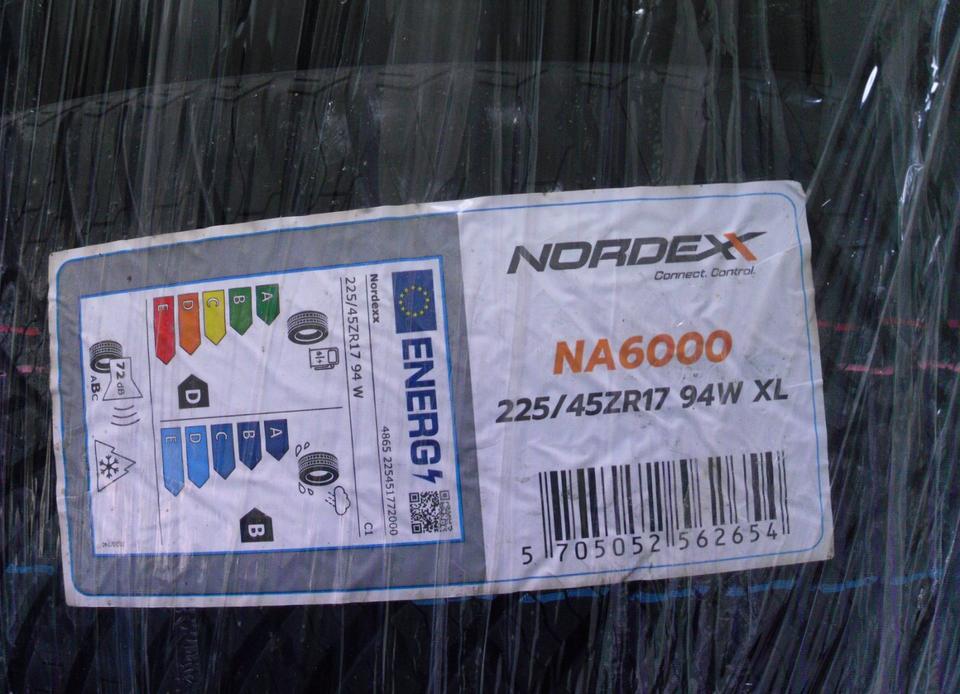 NORDEXX
Connect. Control.
NA6000
225/45ZR17 94W XL
5 705052 562654
ENERG
Nordexx
4865 225451772000
225/45ZR17 94 W
C1
A
B
C
D
E
D
A
B
C
D
E
B
72 dB
ABC